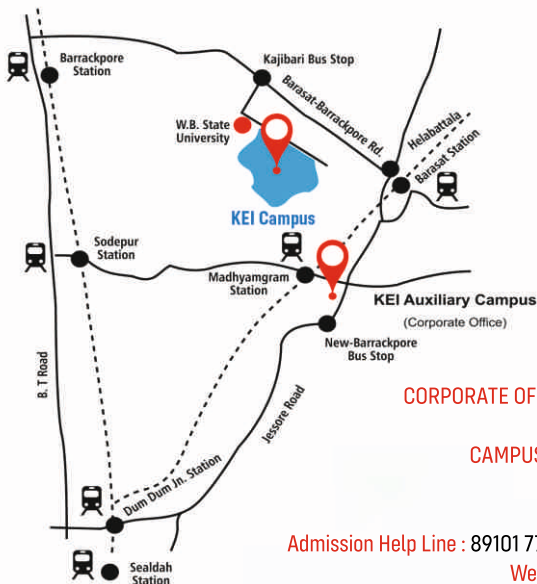 Barrackpore
Station
Kajibari Bus Stop
Barasat-Barrackpore Rd.
W.B. State
University
Helabattala
Barasat Station
KEI Campus
Sodepur
Station
Madhyamgram
Station
KEI Auxiliary Campus
(Corporate Office)
New-Barrackpore
Bus Stop
B. T Road
Jessore Road
CORPORATE OF
CAMPUS
Dum Dum Jn. Station
Admission Help Line : 89101 7
We
Sealdah
Station